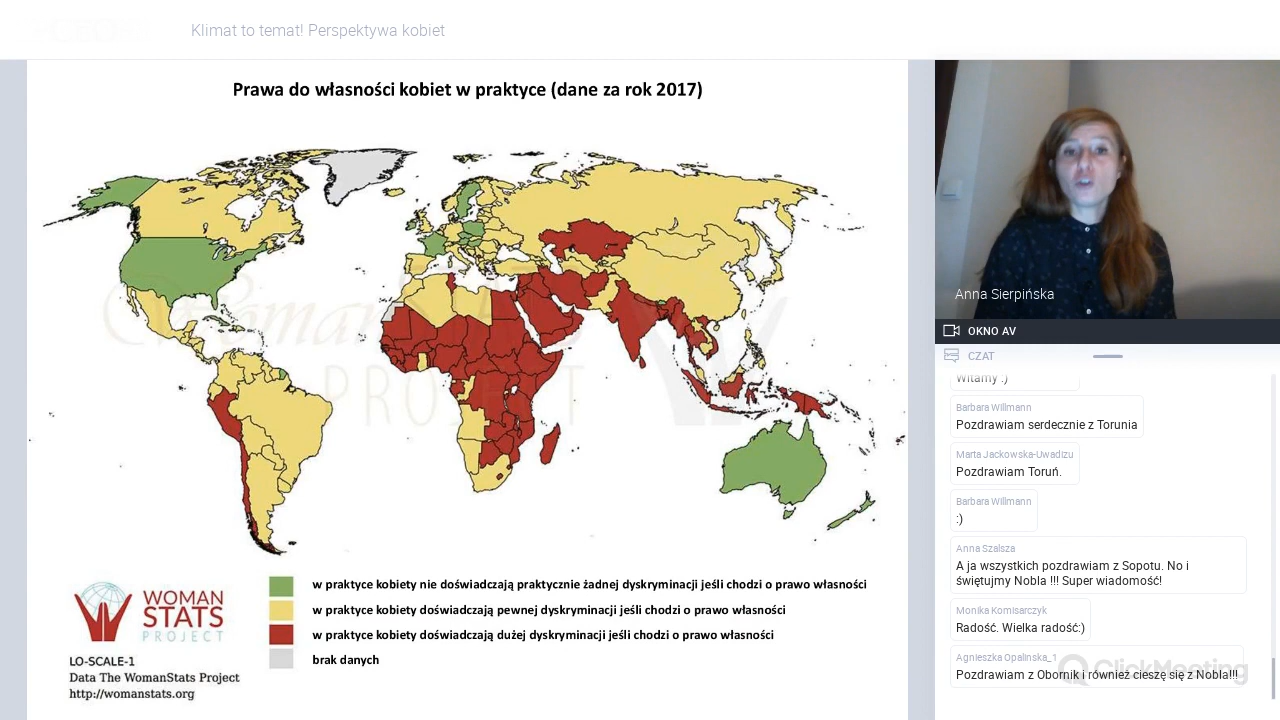 Klimat to temat! Perspektywa kobiet
Prawa do własności kobiet w praktyce (dane za rok 2017)
WomanStats
PROJECT
WOMAN
STATS
PROJECT
LO-SCALE-1
Data The WomanStats Project
http://womanstats.org
w praktyce kobiety nie doświadczają praktycznie żadnej dyskryminacji jeśli chodzi o prawo własności
w praktyce kobiety doświadczają pewnej dyskryminacji jeśli chodzi o prawo własności
w praktyce kobiety doświadczają dużej dyskryminacji jeśli chodzi o prawo własności
brak danych
Anna Sierpińska
OKNO AV
CZAT
Witamy :)
Barbara Willmann
Pozdrawiam serdecznie z Torunia
Marta Jackowska-Uwadizu
Pozdrawiam Toruń.
Barbara Willmann
:)
Anna Szalsza
A ja wszystkich pozdrawiam z Sopotu. No i
świętujmy Nobla !!! Super wiadomość!
Monika Komisarczyk
Radość. Wielka radość:)
Agnieszka Opalinska_1
Pozdrawiam z Obornik i również cieszę się z Nobla!!!
ClickMeeting